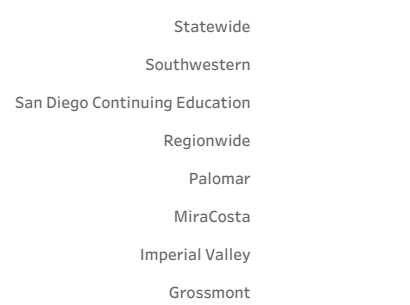 Statewide
Southwestern
San Diego Continuing Education
Regionwide
Palomar
MiraCosta
Imperial Valley
Grossmont